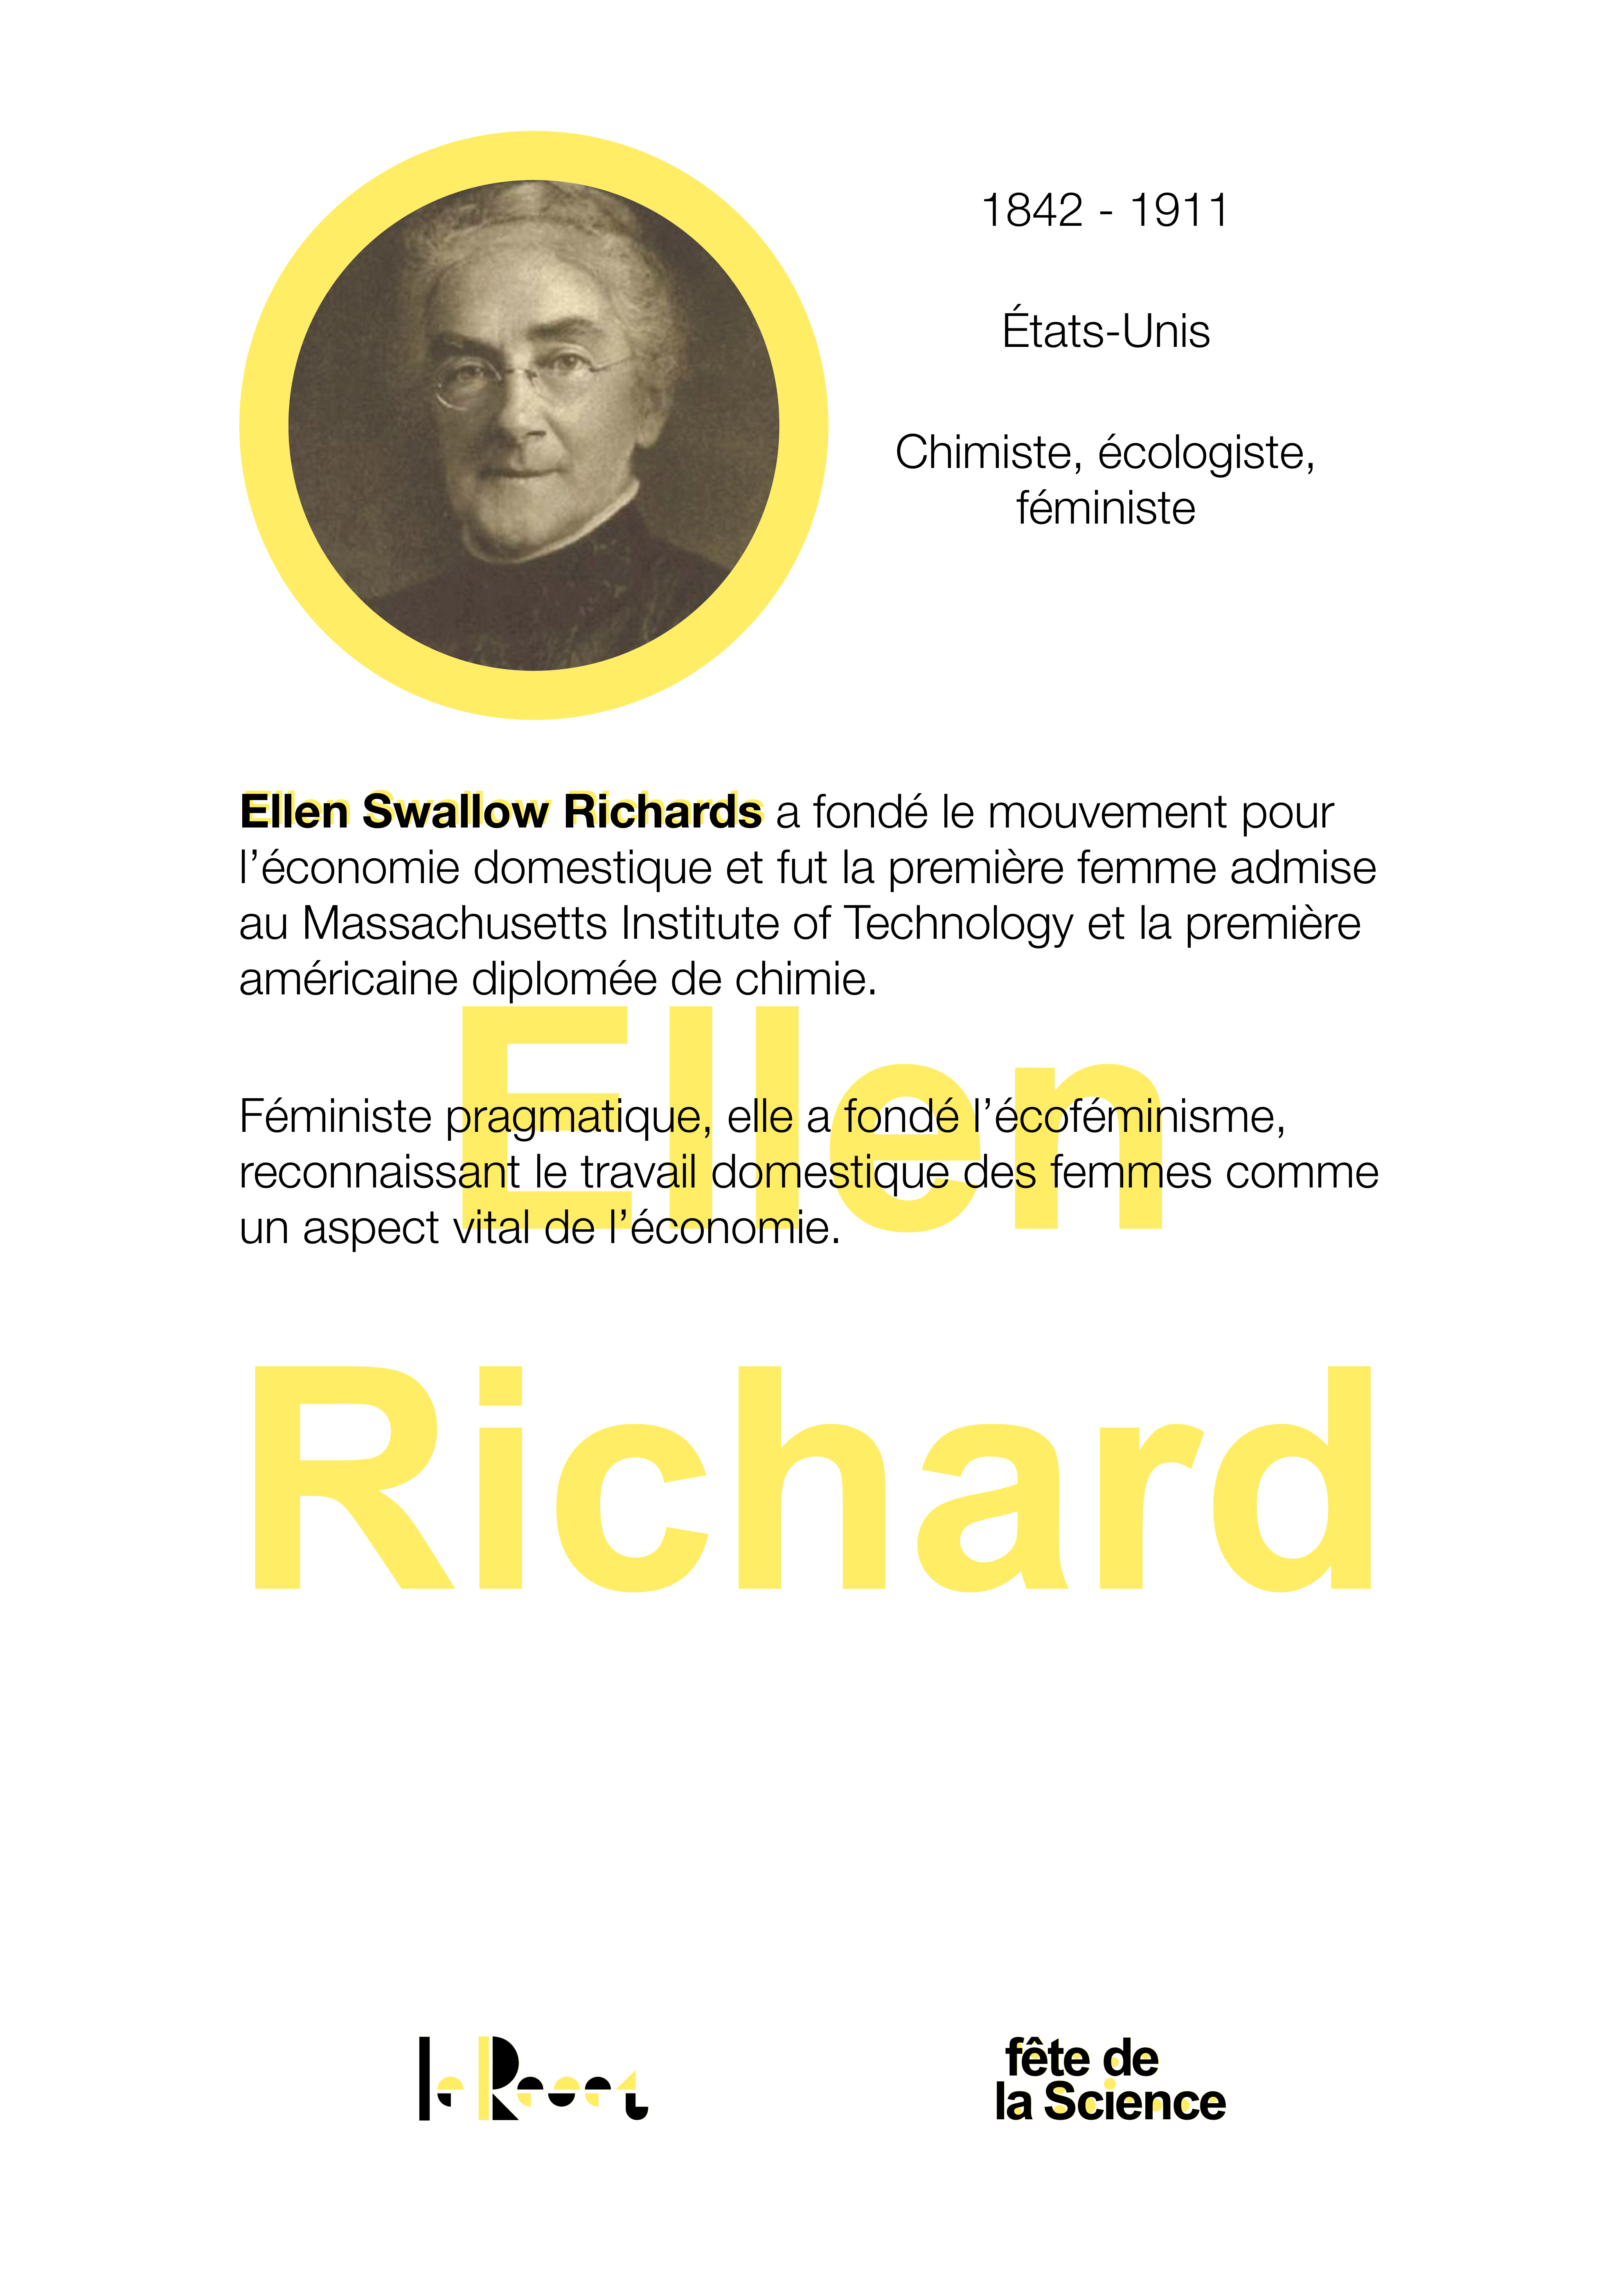 1842 - 1911
États-Unis
Chimiste, écologiste,
féministe
Ellen Swallow Richards a fondé le mouvement pour
l’économie domestique et fut la première femme admise
au Massachusetts Institute of Technology et la première
américaine diplomée de chimie.
Ellen
Féministe pragmatique, elle a fondé l’écoféminisme,
reconnaissant le travail domestique des femmes comme
un aspect vital de l’économie.
Richard
le Reset
fête de
la Science